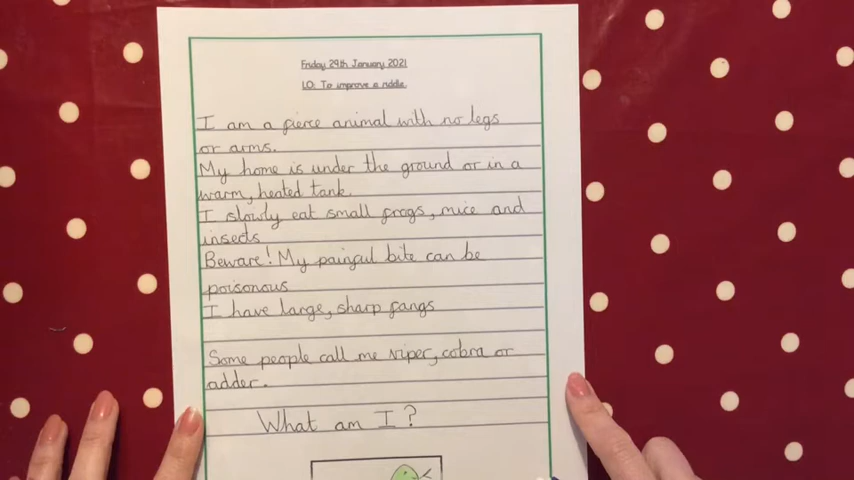 Friday 29th January 2021
LO: To improve a riddle.
I am a fierce animal with no legs
or arms.
My home is under the ground or in a
warm, heated tank.
I slowly eat small frogs, mice and
insects
Beware! My painful bite can be
poisonous
I have large, sharp fangs
Some people call me viper, cobra or
adder.
What am I?